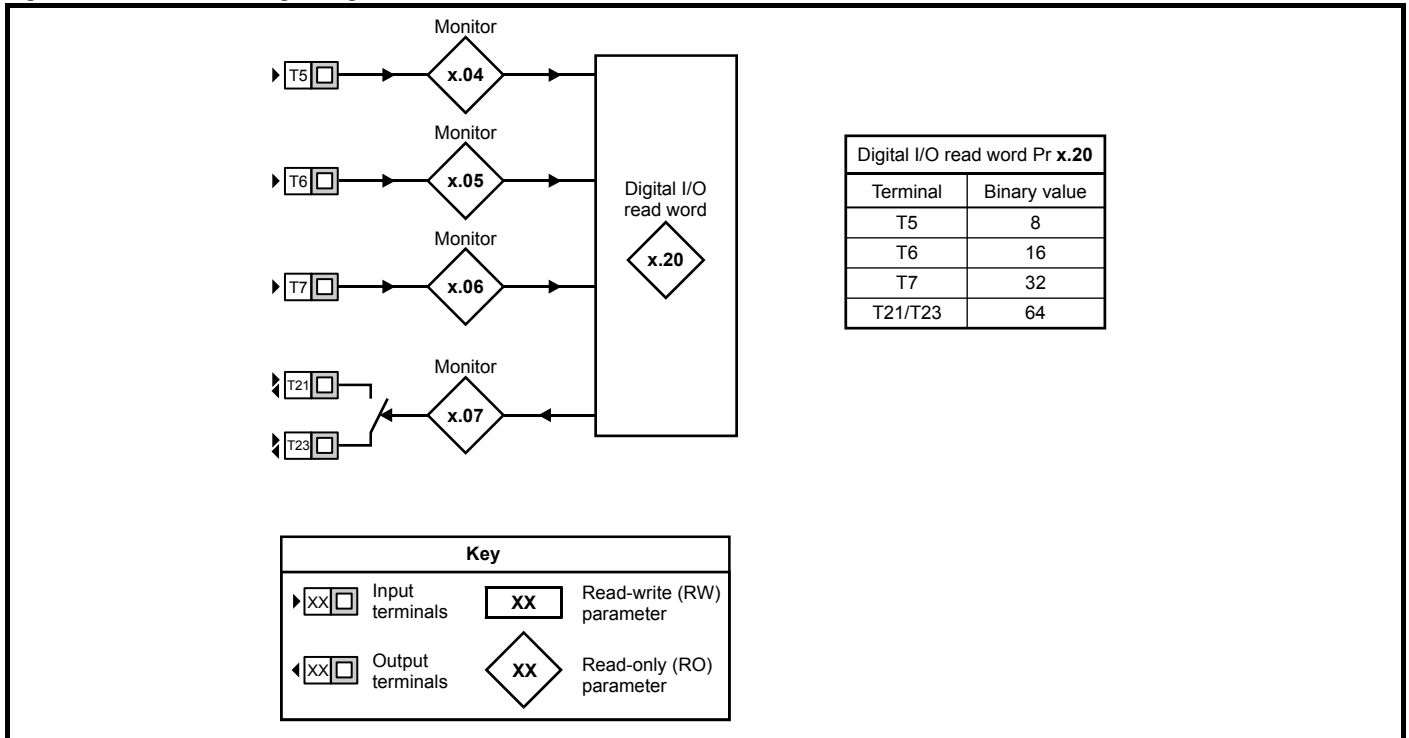 Monitor
T5
x.04
Monitor
T6
x.05
Monitor
T7
x.06
Monitor
T21
x.07
T23
Digital I/O
read word
x.20
Digital I/O read word Pr x.20
Terminal Binary value
T5 8
T6 16
T7 32
T21/T23 64
Key
XX
Input
terminals
XX
Read-write (RW)
parameter
XX
Output
terminals
XX
Read-only (RO)
parameter